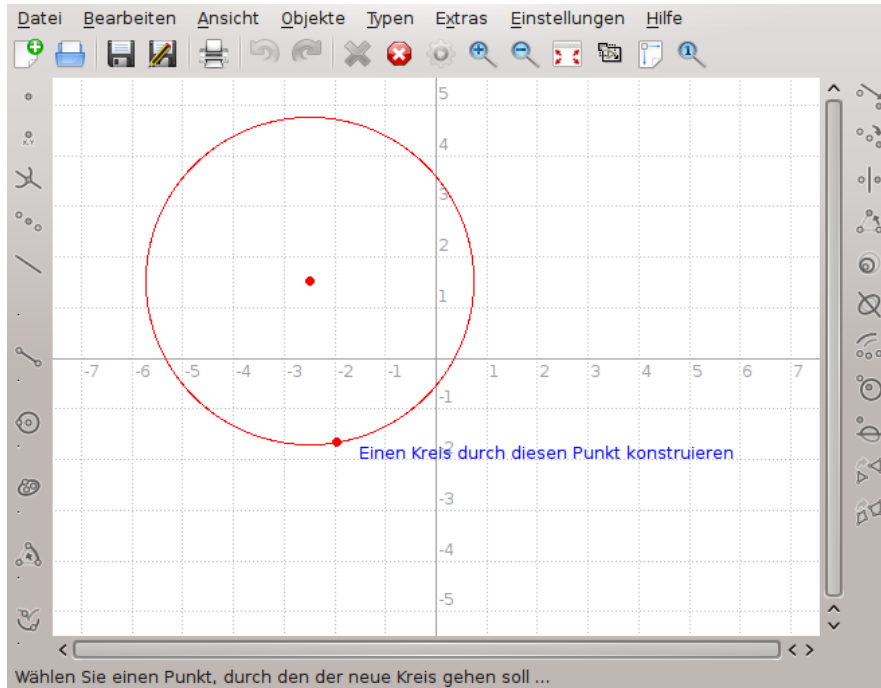 Datei Bearbeiten Ansicht Objekte Typen Extras Einstellungen Hilfe
1
X,Y
5
4
3
2
1
-7 -6 -5 -4 -3 -2 -1 1 2 3 4 5 6 7
-1
-2
Einen Kreis durch diesen Punkt konstruieren
-3
-4
-5
Wählen Sie einen Punkt, durch den der neue Kreis gehen soll ...